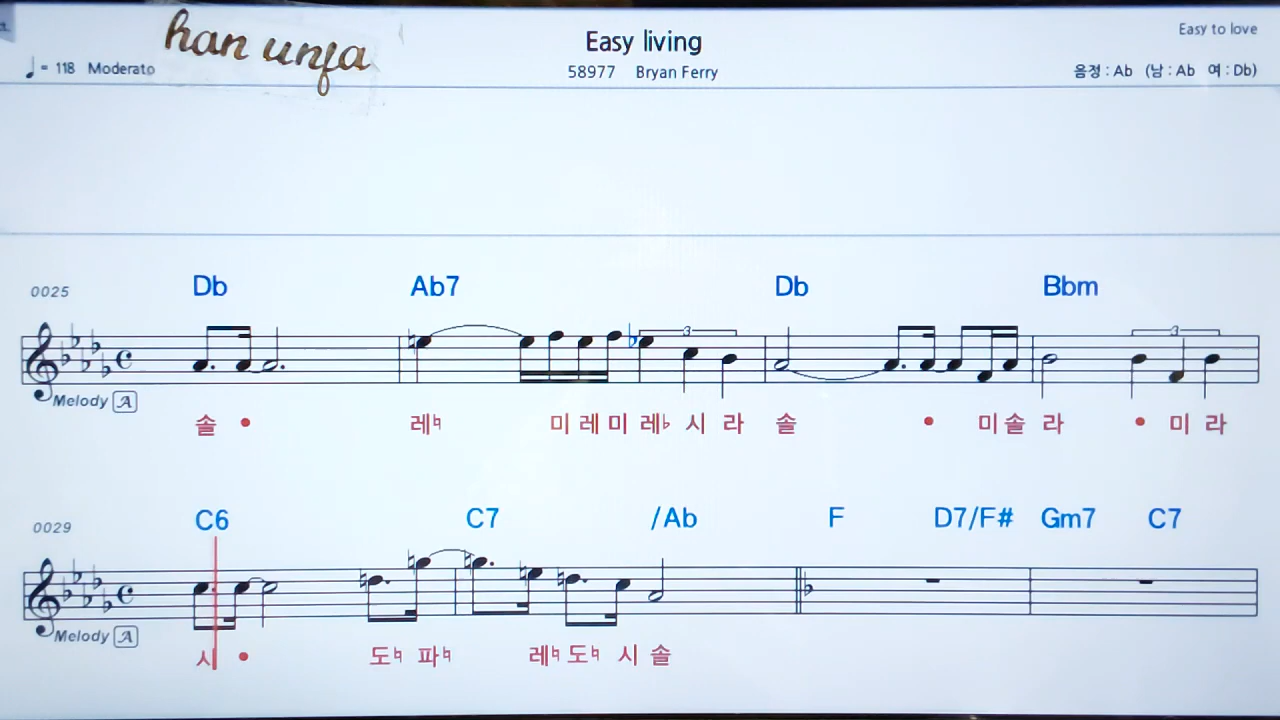 han unja
Easy living
Easy to love
♩= 118 Moderato
58977 Bryan Ferry
음정 : Ab (남 : Ab 여 : Db)
0025 Db Ab7 Db Bbm
3 3
Melody A
솔 • 레♮ 미 레 미 레♭ 시 라 솔 • 미 솔 라 • 미 라
0029 C6 C7 /Ab F D7/F# Gm7 C7
Melody A
시 • 도♮ 파♮ 레♮ 도♮ 시 솔